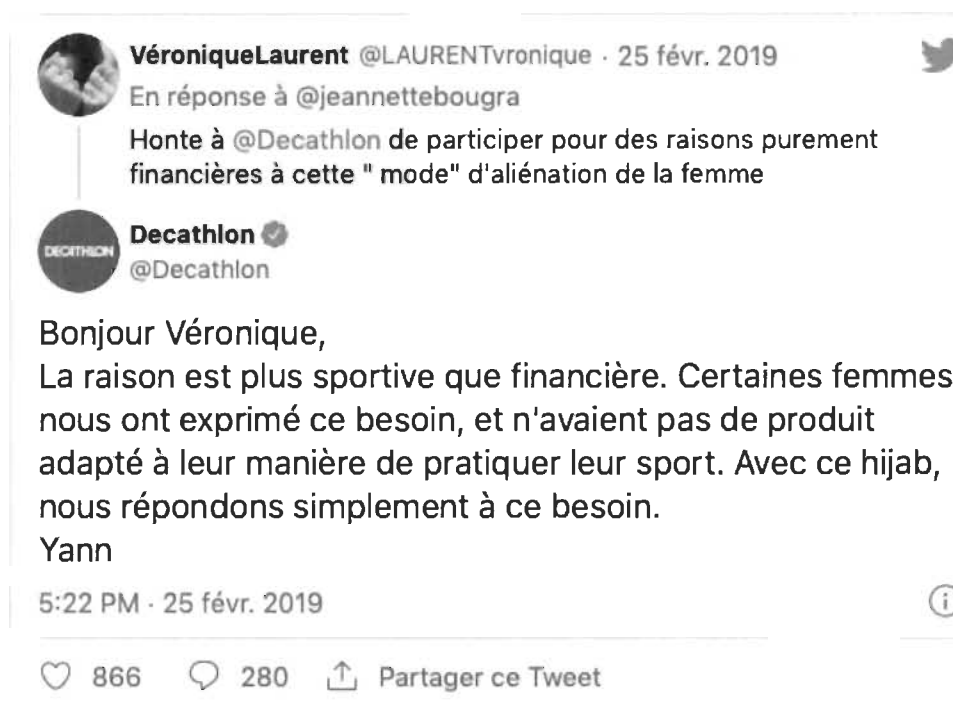 VéroniqueLaurent @LAURENTvronique · 25 févr. 2019
En réponse à @jeannettebougra
Honte à @Decathlon de participer pour des raisons purement
financières à cette " mode" d'aliénation de la femme
DECATHLON
Decathlon
@Decathlon
Bonjour Véronique,
La raison est plus sportive que financière. Certaines femmes
nous ont exprimé ce besoin, et n'avaient pas de produit
adapté à leur manière de pratiquer leur sport. Avec ce hijab,
nous répondons simplement à ce besoin.
Yann
5:22 PM · 25 févr. 2019
866 280 Partager ce Tweet